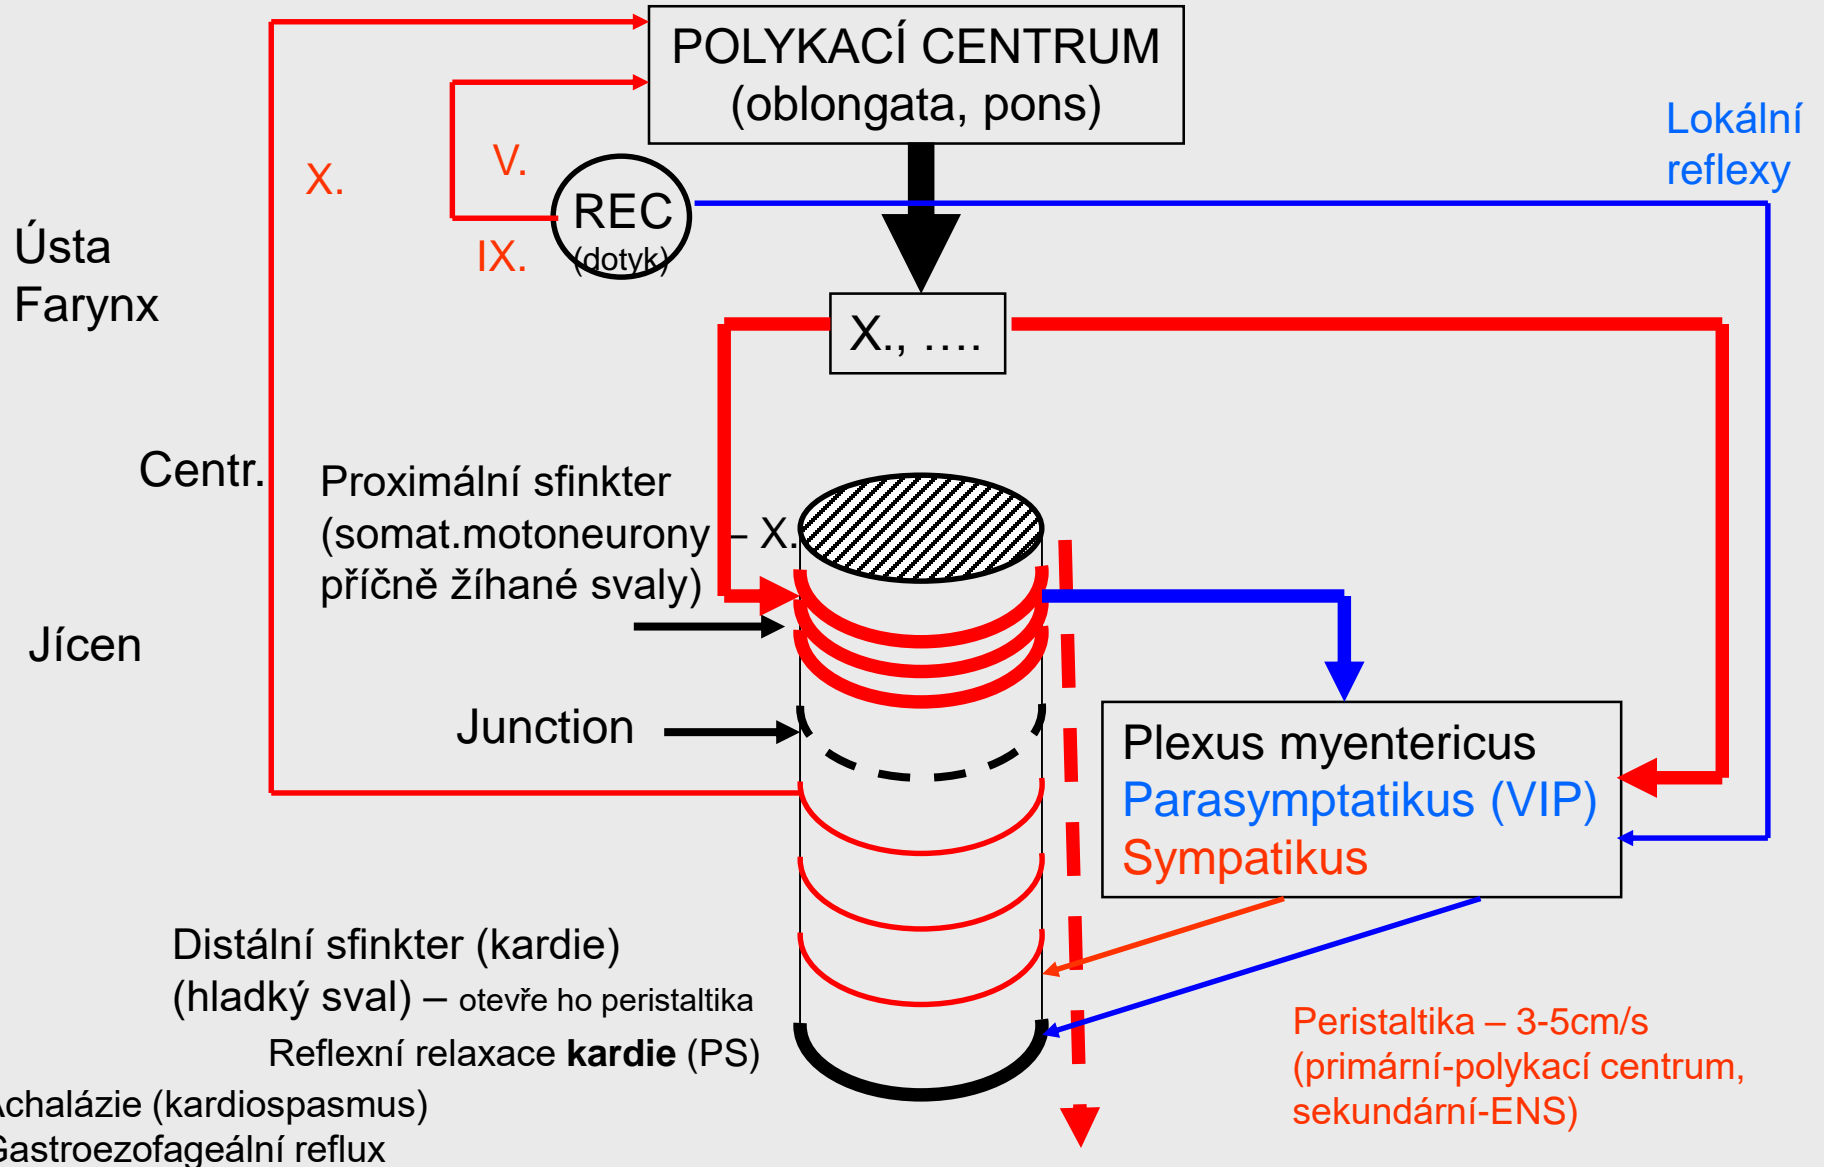 POLYKACÍ CENTRUM
(oblongata, pons)
Lokální
reflexy
X.
V.
REC
(dotyk)
IX.
Ústa
Farynx
X., ....
Centr.
Proximální sfinkter
(somat.motoneurony – X.
příčně žíhané svaly)
Jícen
Junction
Plexus myentericus
Parasymptatikus (VIP)
Sympatikus
Distální sfinkter (kardie)
(hladký sval) – otevře ho peristaltika
Reflexní relaxace kardie (PS)
Peristaltika – 3-5cm/s
(primární-polykací centrum,
sekundární-ENS)
Achalázie (kardiospasmus)
Gastroezofageální reflux